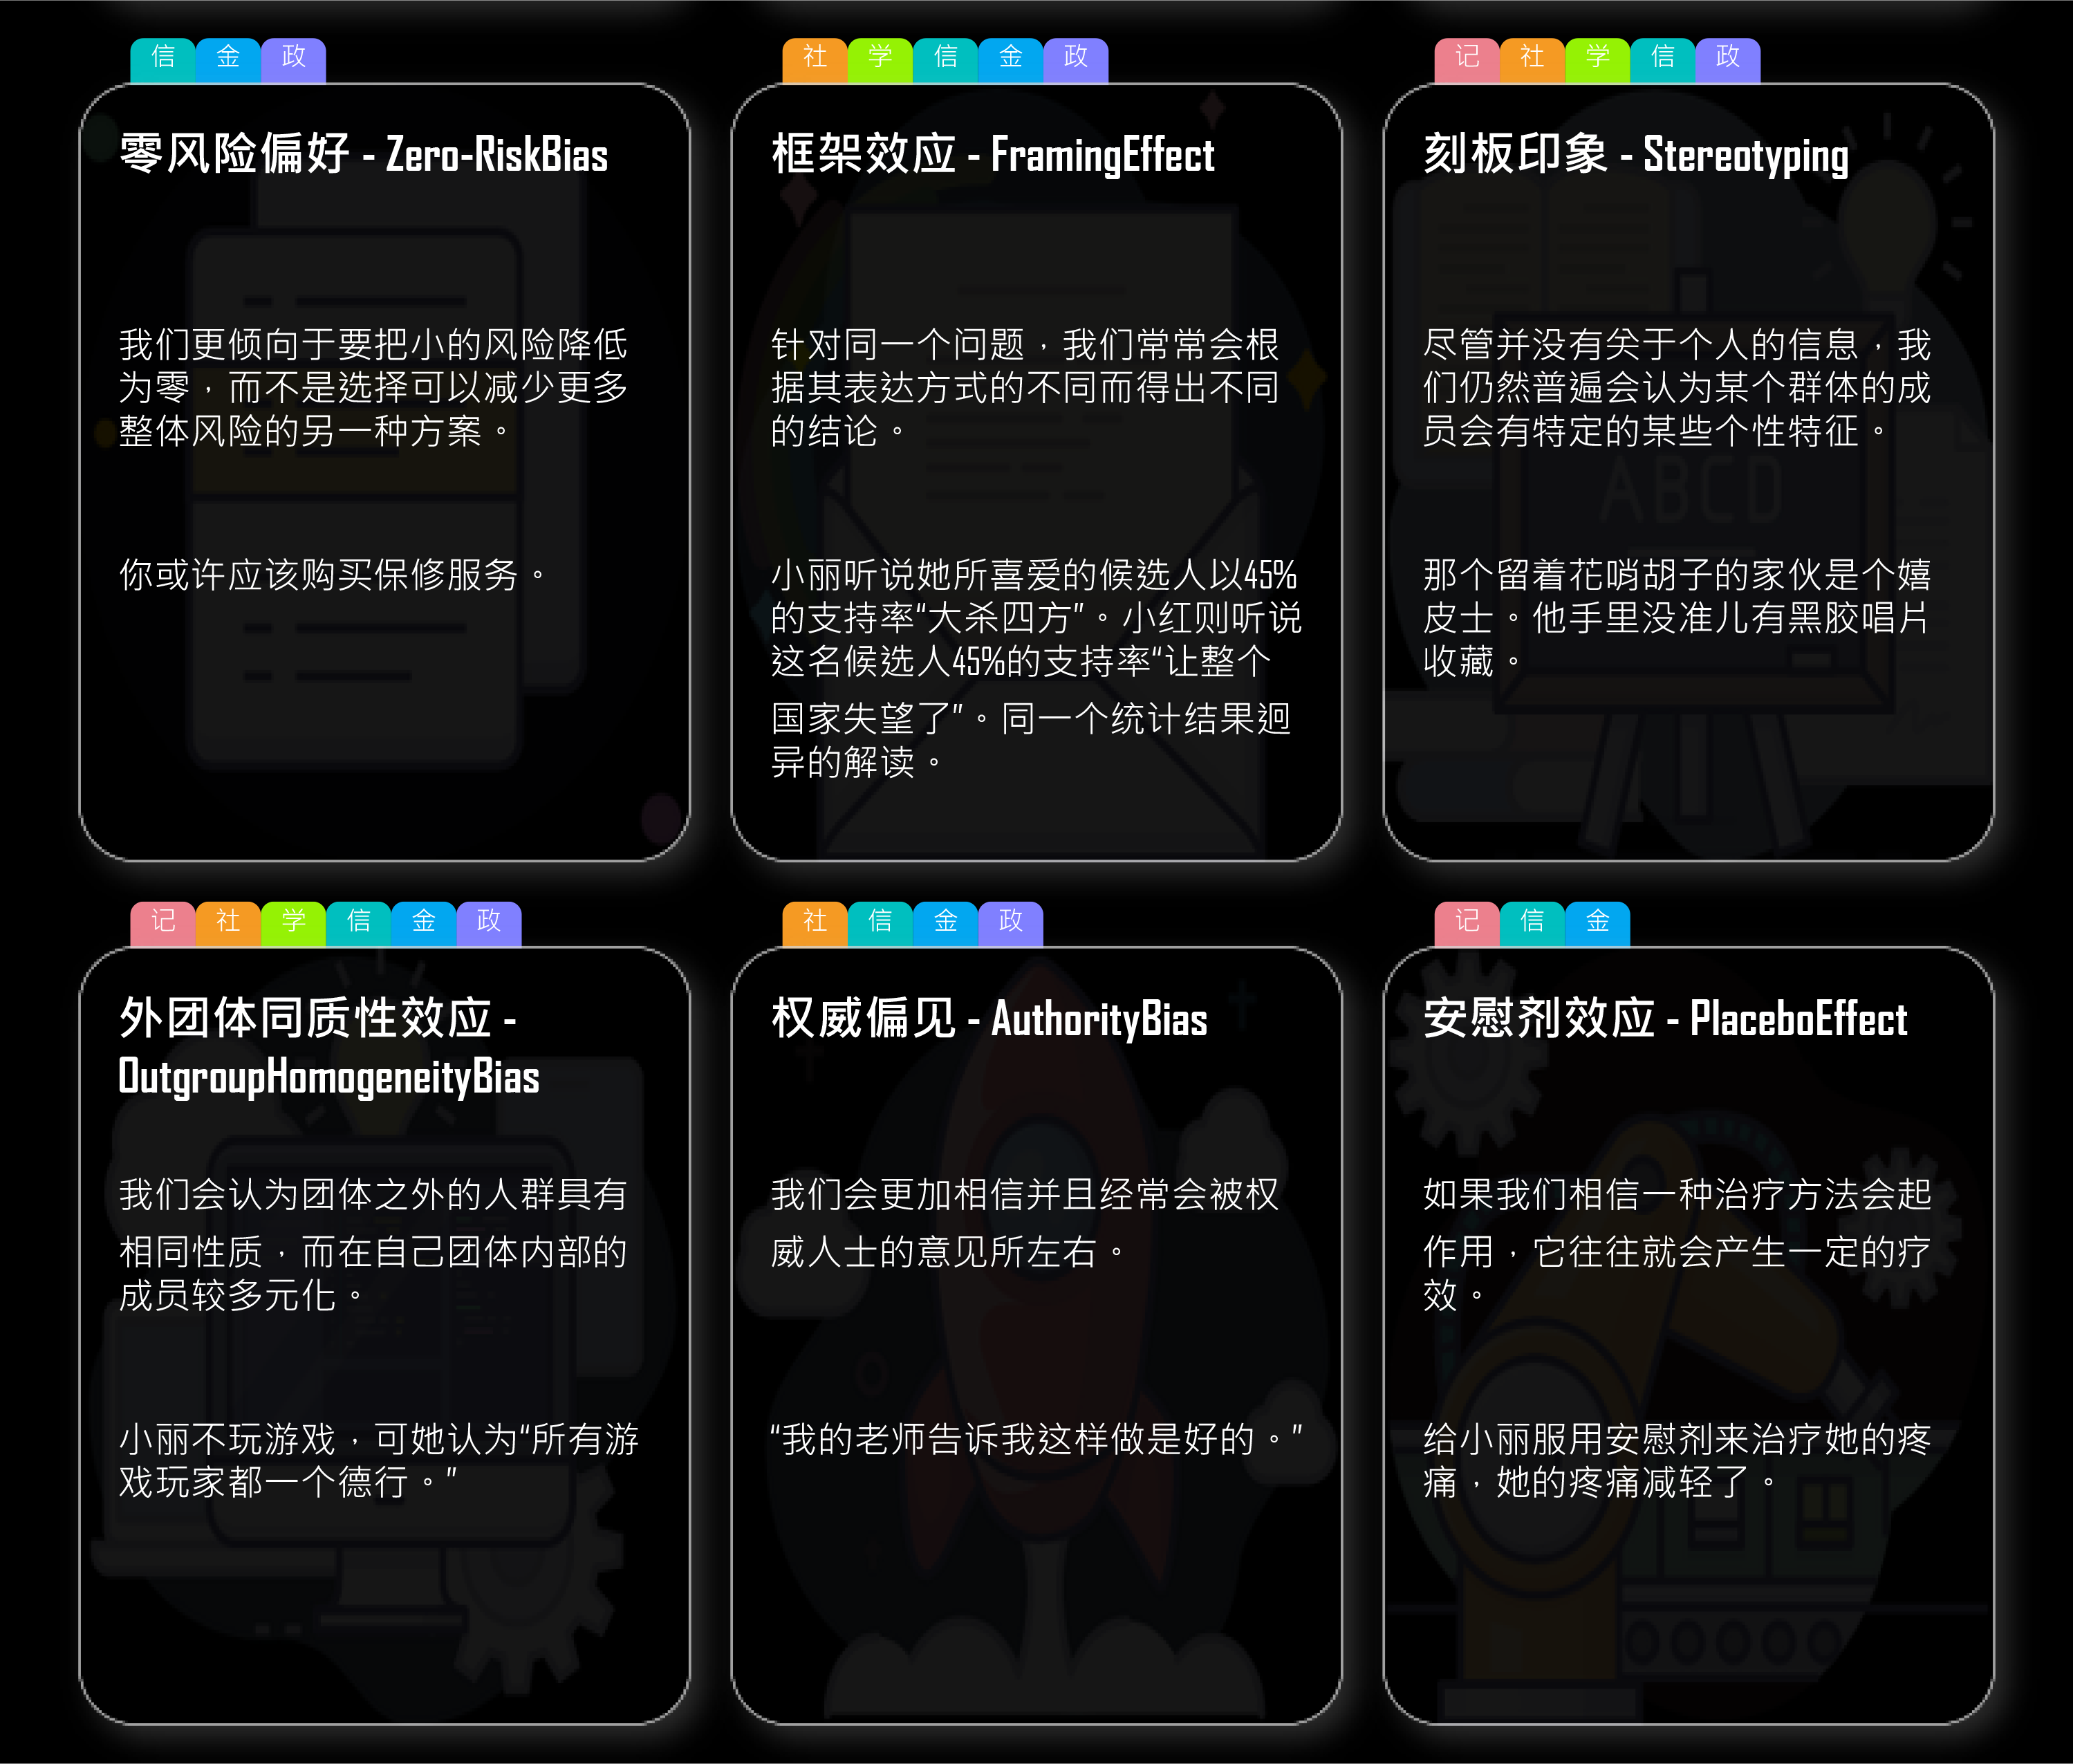 信 金 政
零风险偏好 - Zero-RiskBias
我们更倾向于要把小的风险降低
为零，而不是选择可以减少更多
整体风险的另一种方案。
你或许应该购买保修服务。
社 学 信 金 政
框架效应 - FramingEffect
针对同一个问题，我们常常会根
据其表达方式的不同而得出不同
的结论。
小丽听说她所喜爱的候选人以45%
的支持率“大杀四方”。小红则听说
这名候选人45%的支持率“让整个
国家失望了”。同一个统计结果迥
异的解读。
记 社 学 信 政
刻板印象 - Stereotyping
尽管并没有关于个人的信息，我
们仍然普遍会认为某个群体的成
员会有特定的某些个性特征。
那个留着花哨胡子的家伙是个嬉
皮士。他手里没准儿有黑胶唱片
收藏。
ABCD
记 社 学 信 金 政
外团体同质性效应 -
OutgroupHomogeneityBias
我们会认为团体之外的人群具有
相同性质，而在自己团体内部的
成员较多元化。
小丽不玩游戏，可她认为“所有游
戏玩家都一个德行。”
社 信 金 政
权威偏见 - AuthorityBias
我们会更加相信并且经常会被权
威人士的意见所左右。
“我的老师告诉我这样做是好的。”
记 信 金
安慰剂效应 - PlaceboEffect
如果我们相信一种治疗方法会起
作用，它往往就会产生一定的疗
效。
给小丽服用安慰剂来治疗她的疼
痛，她的疼痛减轻了。